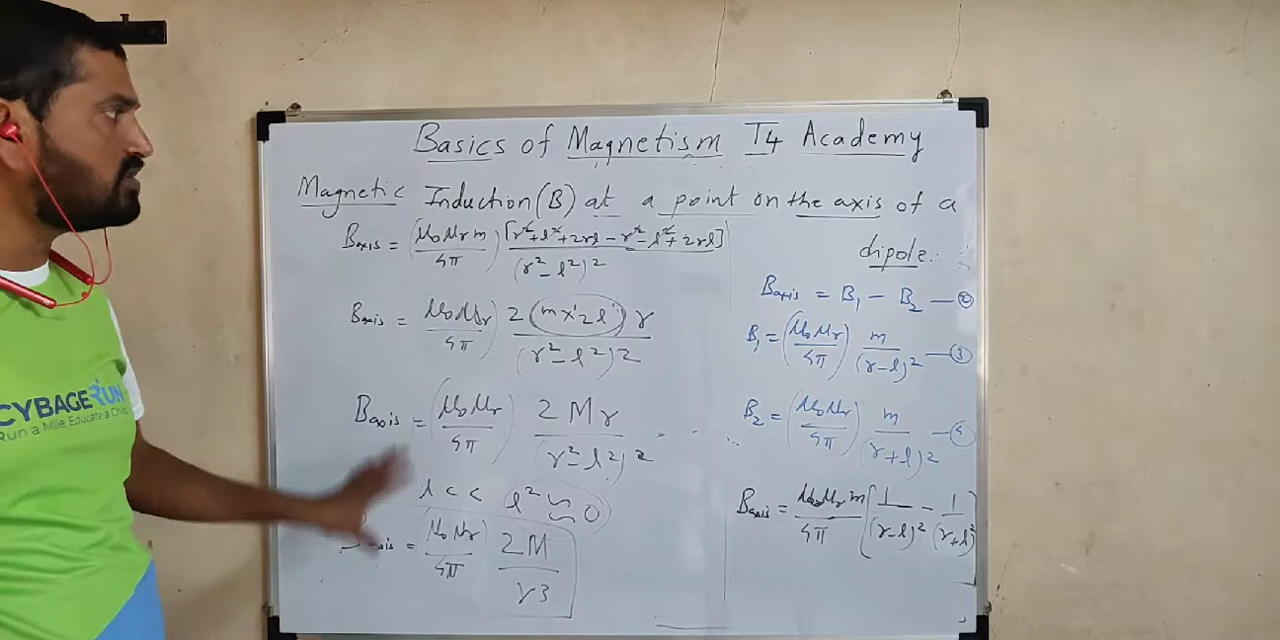 Basics of Magnetism T4 Academy
Magnetic Induction (B) at a point on the axis of a
dipole.
B_axis = (μ₀μᵣm/4π) [r²+l²+2rl-r²-l²+2rl]/(r²-l²)²
B_axis = (μ₀μᵣ/4π) 2(m×2l)r/(r²-l²)²
B_axis = (μ₀μᵣ/4π) 2Mr/(r²-l²)²
l << l² ≈ 0
axis = (μ₀μᵣ/4π) 2M/r³
B_axis = B₁ - B₂ — ②
B₁ = (μ₀μᵣ/4π) m/(r-l)² — ③
B₂ = (μ₀μᵣ/4π) m/(r+l)² — ④
B_axis = μ₀μᵣm/4π [1/(r-l)² - 1/(r+l)²]
CYBAGERUN
Run a Mile Educate a Child